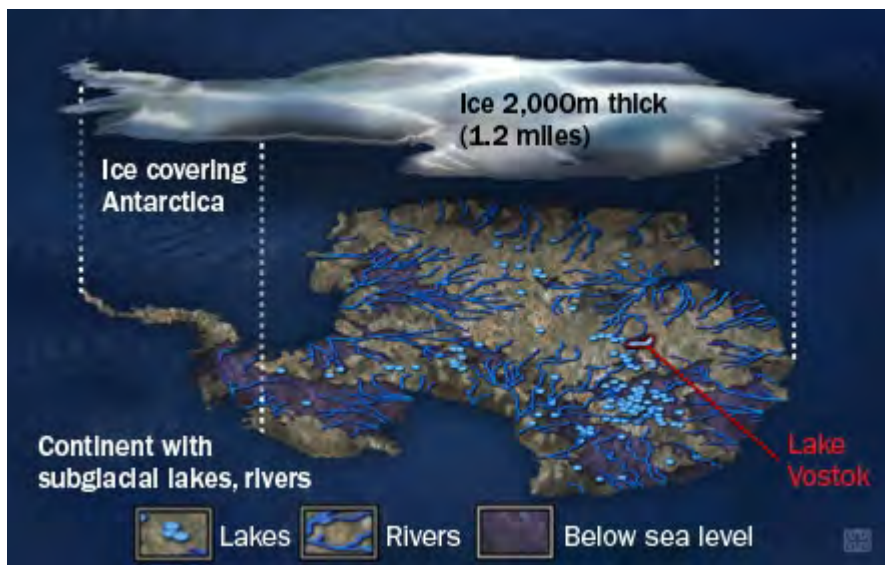 Ice 2,000m thick
(1.2 miles)
Ice covering
Antarctica
Lake
Vostok
Continent with
subglacial lakes, rivers
Lakes
Rivers
Below sea level